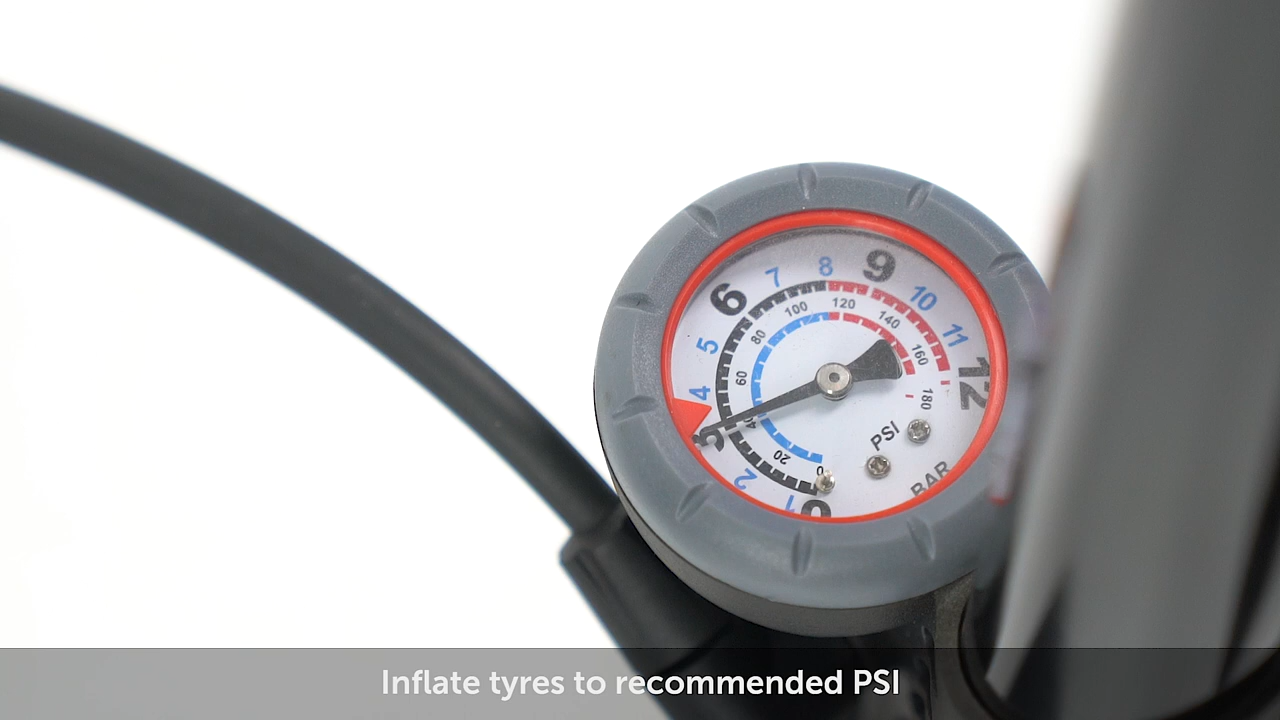 0 1 2 3 4 5 6 7 8 9 10 11 12
0 20 40 60 80 100 120 140 160 180
PSI
BAR
Inflate tyres to recommended PSI